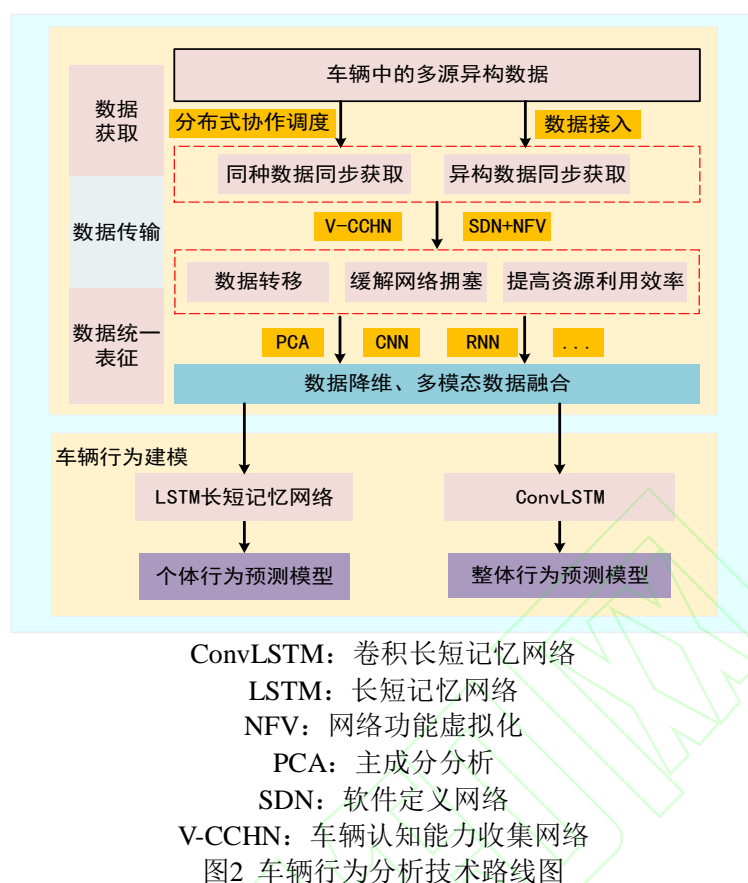 车辆中的多源异构数据
数据
获取
分布式协作调度
数据接入
同种数据同步获取
异构数据同步获取
数据传输
V-CCHN
SDN+NFV
数据转移
缓解网络拥塞
提高资源利用效率
数据统一
表征
PCA
CNN
RNN
...
数据降维、多模态数据融合
车辆行为建模
LSTM长短记忆网络
ConvLSTM
个体行为预测模型
整体行为预测模型
ConvLSTM：卷积长短记忆网络
LSTM：长短记忆网络
NFV：网络功能虚拟化
PCA：主成分分析
SDN：软件定义网络
V-CCHN：车辆认知能力收集网络
图2 车辆行为分析技术路线图